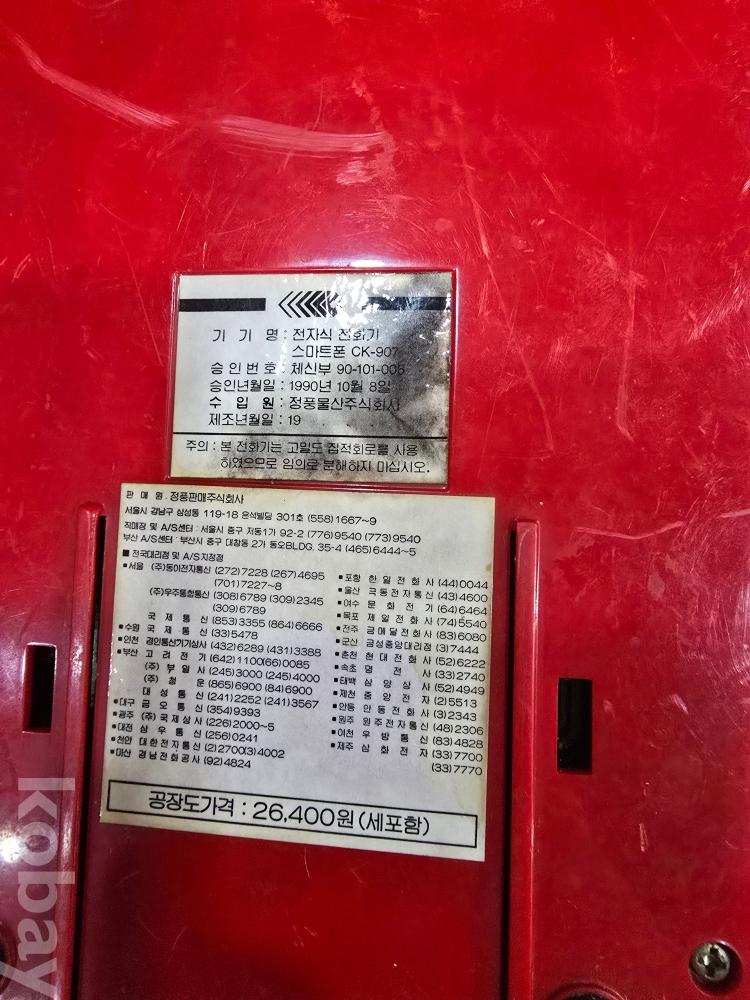 기 기 명 : 전자식 전화기
스마트폰 CK-907
승 인 번 호 : 체신부 90-101-006
승인년월일 : 1990년 10월 8일
수 입 원 : 정풍물산주식회사
제조년월일 : 19 . .
주의 : 본 전화기는 고밀도 집적회로를 사용
하였으므로 임의로 분해하지 마십시오.
판 매 원 : 정풍판매주식회사
서울시 강남구 삼성동 119-18 은석빌딩 301호 (558)1667~9
직매장 및 A/S센터 : 서울시 중구 저동1가 92-2 (776)9540 (773)9540
부산 A/S센터 : 부산시 중구 대창동 2가 동오BLDG. 35-4 (465)6444~5
■ 전국대리점 및 A/S지정점
■서울 (주)동아전자통신 (272)7228 (267)4695
(701)7227~8
(주)우주통합통신 (308)6789 (309)2345
(309)6789
국 제 통 신 (853)3355 (864)6666
■수원 국 제 통 신 (33)5478
■인천 경인통신기기상사 (432)6289 (431)3388
■부산 고 려 전 기 (642)1100(66)0085
(주) 부 일 사 (245)3000 (245)4000
(주) 청 운 (865)6900 (84)6900
대 성 통 신 (241)2252 (241)3567
■대구 금 오 통 신 (354)9393
■광주 (주) 국 제 상 사 (226)2000~5
■대전 삼 우 통 신 (256)0241
■천안 대 한 전 자 통 신 (2)2700(3)4002
■마산 경 남 전 화 공 사 (92)4824
■포항 한 일 전 화 사 (44)0044
■울산 극 동 전 자 통 신 (43)4600
■여수 문 화 전 기 (64)6464
■목포 제 일 전 화 사 (74)5540
■전주 금 메 달 전 화 사 (83)6080
■군산 금성중앙대리점 (3)7444
■춘천 현 대 전 화 사 (52)6222
■속초 명 전 사 (33)2740
■태백 삼 양 상 사 (52)4949
■제천 중 앙 전 자 (2)5513
■안동 안 동 전 화 사 (3)2343
■원주 원 주 전 자 통 신 (48)2306
■여천 우 방 통 신 (83)4828
■제주 삼 화 전 자 (33)7700
(33)7770
공장도가격 : 26,400원 (세포함)
kobay